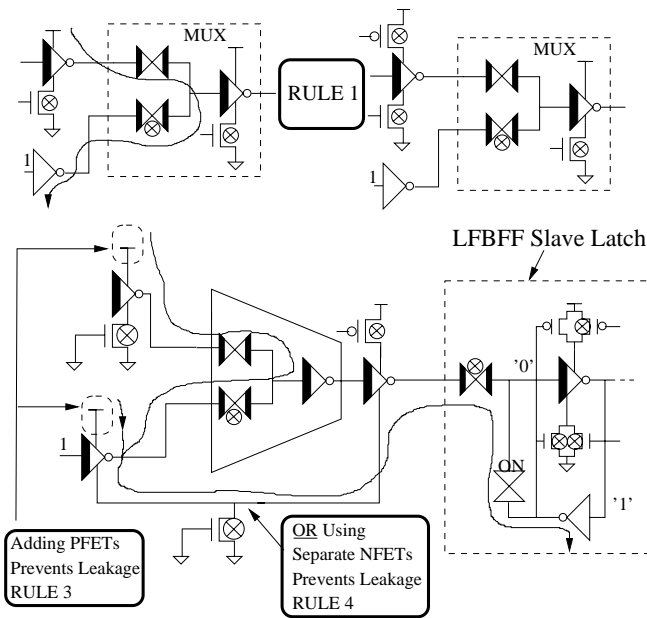 MUX
RULE 1
MUX
1
1
LFBFF Slave Latch
'0'
1
ON
'1'
Adding PFETs
Prevents Leakage
RULE 3
OR Using
Separate NFETs
Prevents Leakage
RULE 4